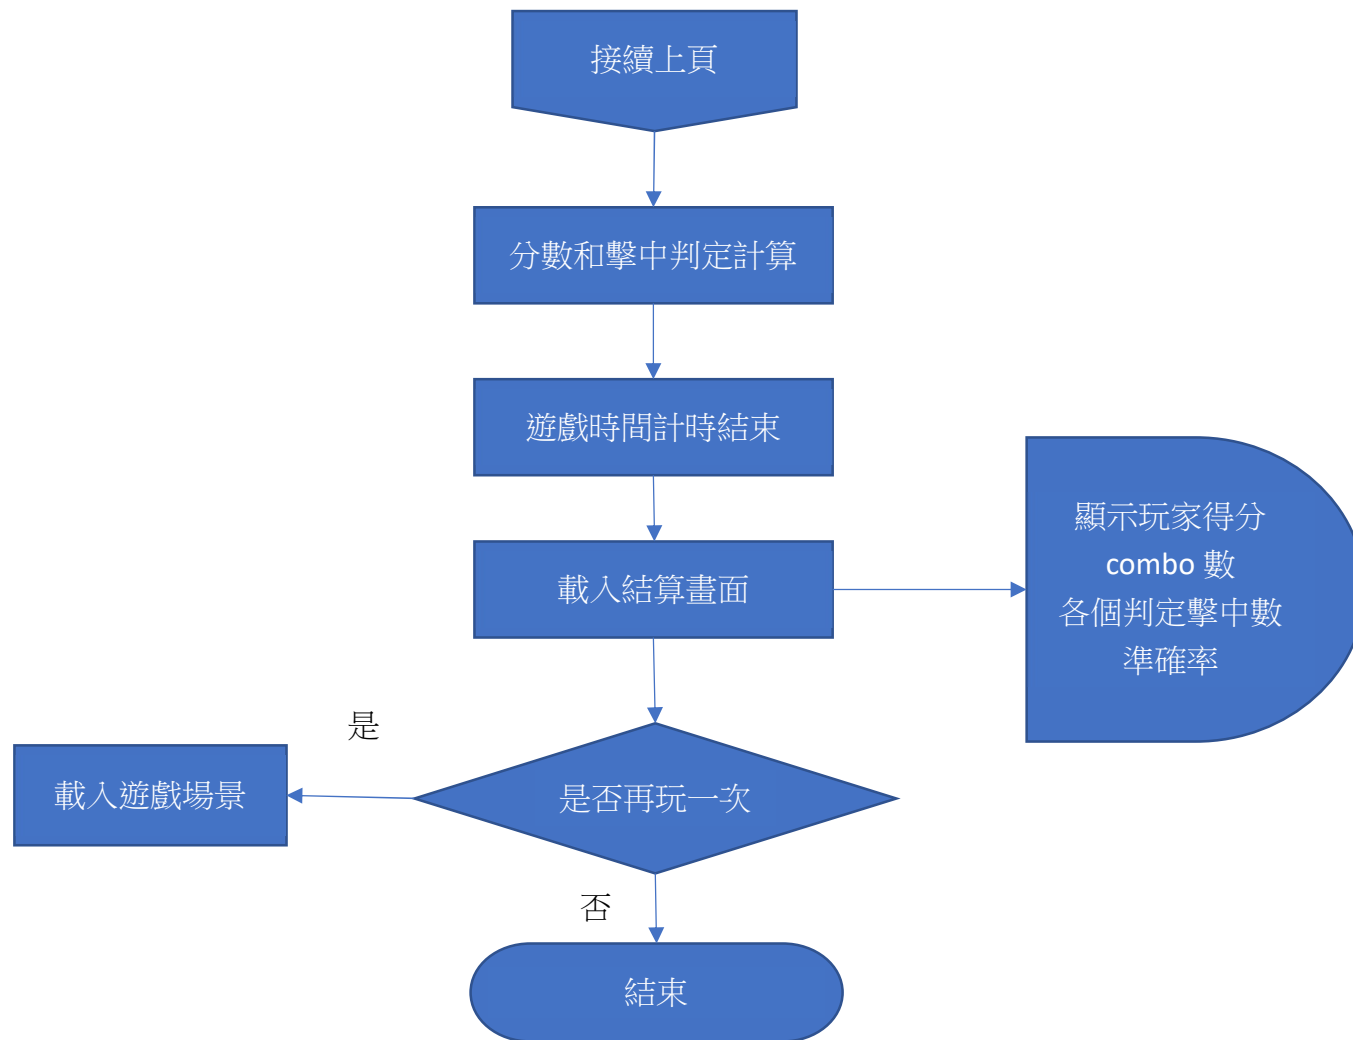 接續上頁
分數和擊中判定計算
遊戲時間計時結束
載入結算畫面
顯示玩家得分
combo 數
各個判定擊中數
準確率
是
載入遊戲場景
是否再玩一次
否
結束